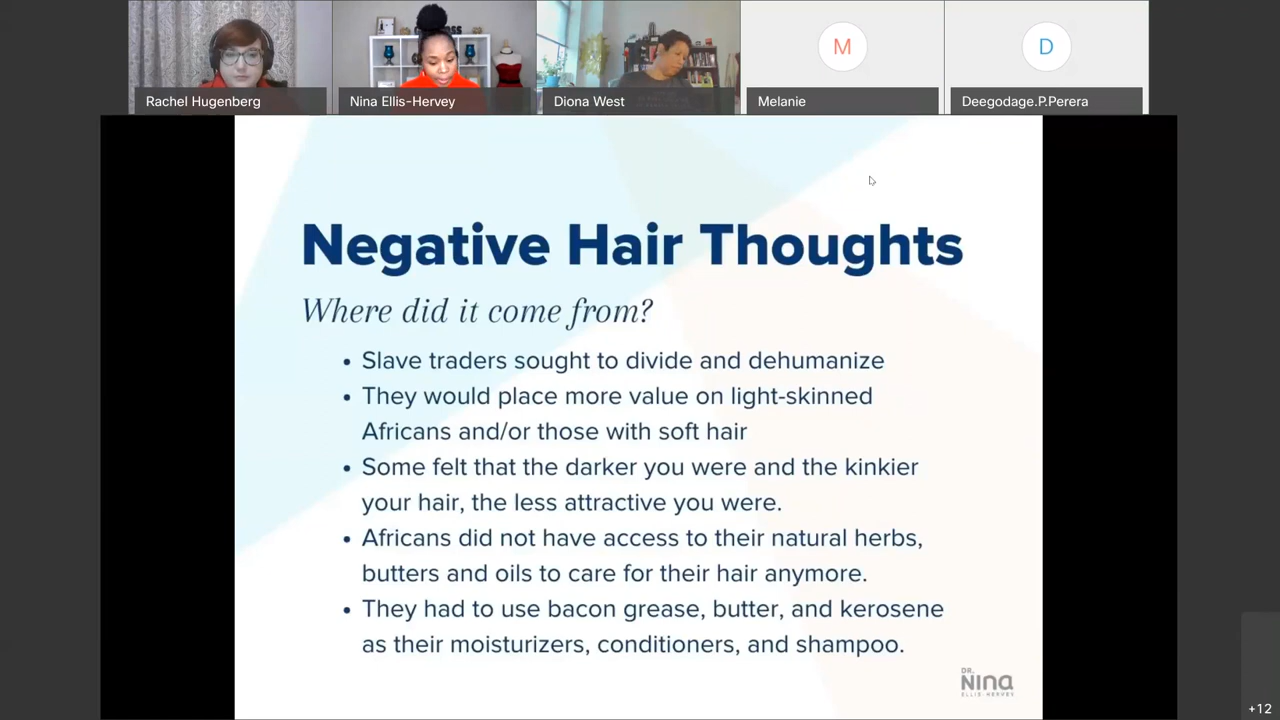 Rachel Hugenberg
Nina Ellis-Hervey
Diona West
M
Melanie
D
Deegodage.P.Perera
Negative Hair Thoughts
Where did it come from?
• Slave traders sought to divide and dehumanize
• They would place more value on light-skinned
Africans and/or those with soft hair
• Some felt that the darker you were and the kinkier
your hair, the less attractive you were.
• Africans did not have access to their natural herbs,
butters and oils to care for their hair anymore.
• They had to use bacon grease, butter, and kerosene
as their moisturizers, conditioners, and shampoo.
DR.
NINA
ELLIS-HERVEY
+12